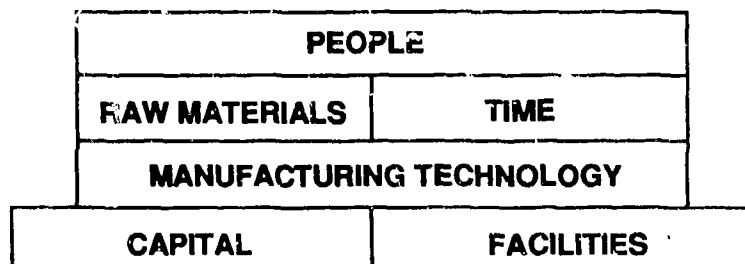 PEOPLE
RAW MATERIALS TIME
MANUFACTURING TECHNOLOGY
CAPITAL FACILITIES